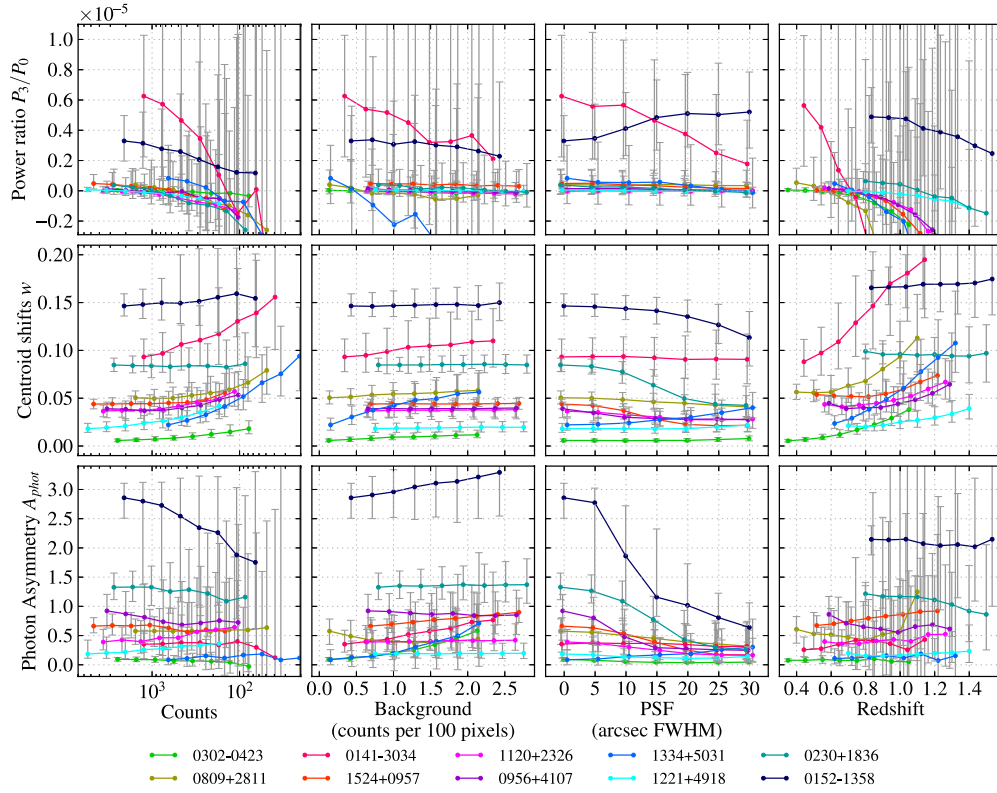 ×10⁻⁵
Power ratio P₃/P₀
1.0
0.8
0.6
0.4
0.2
0.0
−0.2
Centroid shifts w
0.20
0.15
0.10
0.05
0.00
Photon Asymmetry A_phot
3.0
2.5
2.0
1.5
1.0
0.5
0.0
10³ 10² 0.0 0.5 1.0 1.5 2.0 2.5 0 5 10 15 20 25 30 0.4 0.6 0.8 1.0 1.2 1.4
Counts Background PSF Redshift
(counts per 100 pixels) (arcsec FWHM)
0302-0423 0141-3034 1120+2326 1334+5031 0230+1836
0809+2811 1524+0957 0956+4107 1221+4918 0152-1358